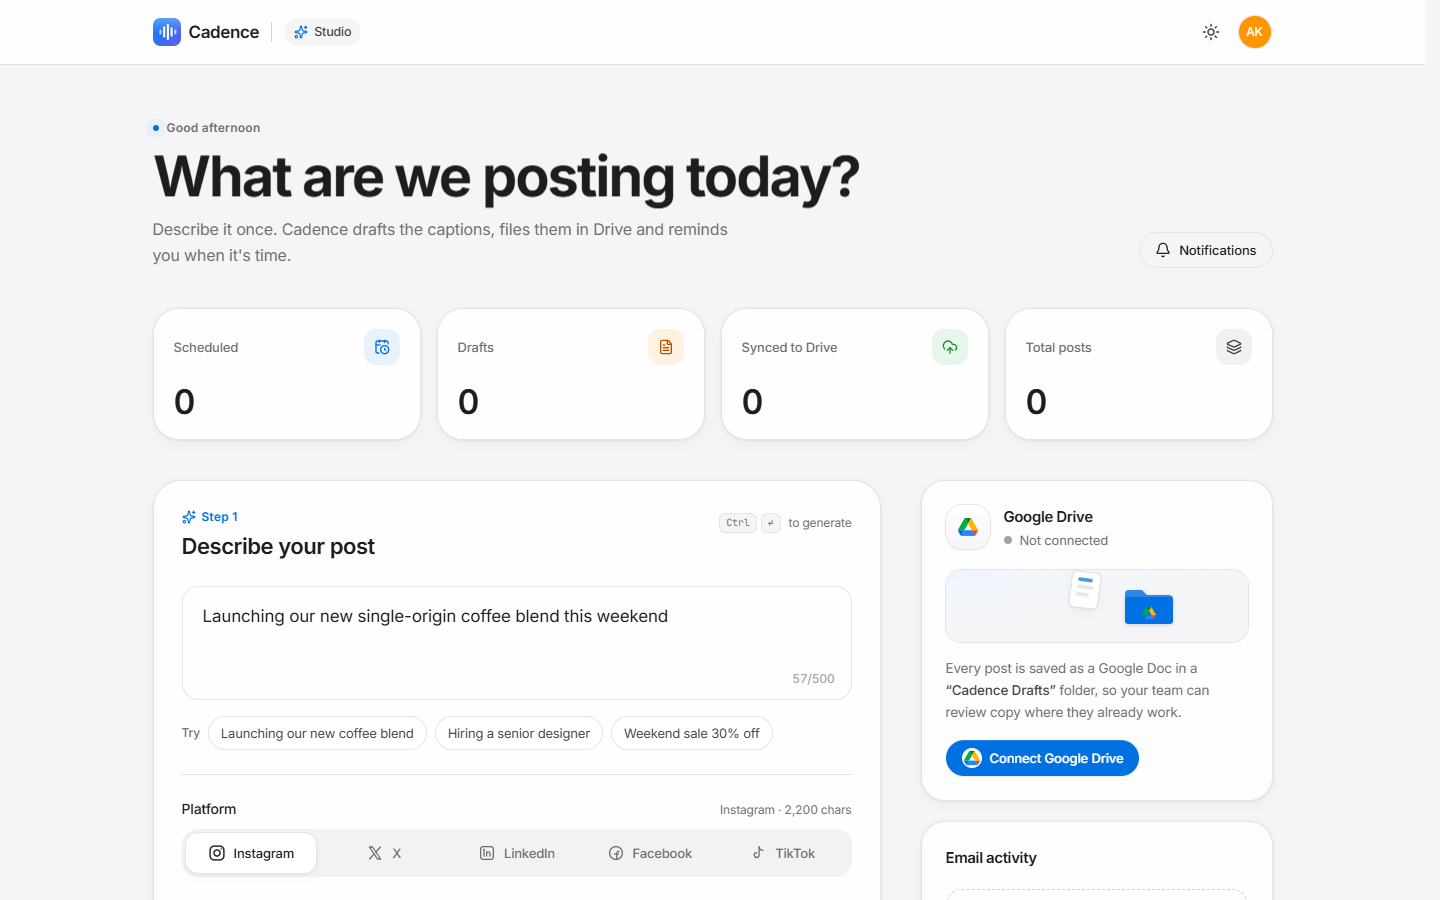 Cadence
Studio
AK
Good afternoon
What are we posting today?
Describe it once. Cadence drafts the captions, files them in Drive and reminds
you when it's time.
Notifications
Scheduled
0
Drafts
0
Synced to Drive
0
Total posts
0
Step 1
Describe your post
Ctrl ↵ to generate
Launching our new single-origin coffee blend this weekend
57/500
Try
Launching our new coffee blend
Hiring a senior designer
Weekend sale 30% off
Platform
Instagram · 2,200 chars
Instagram
X
LinkedIn
Facebook
TikTok
Google Drive
Not connected
Every post is saved as a Google Doc in a
“Cadence Drafts” folder, so your team can
review copy where they already work.
Connect Google Drive
Email activity